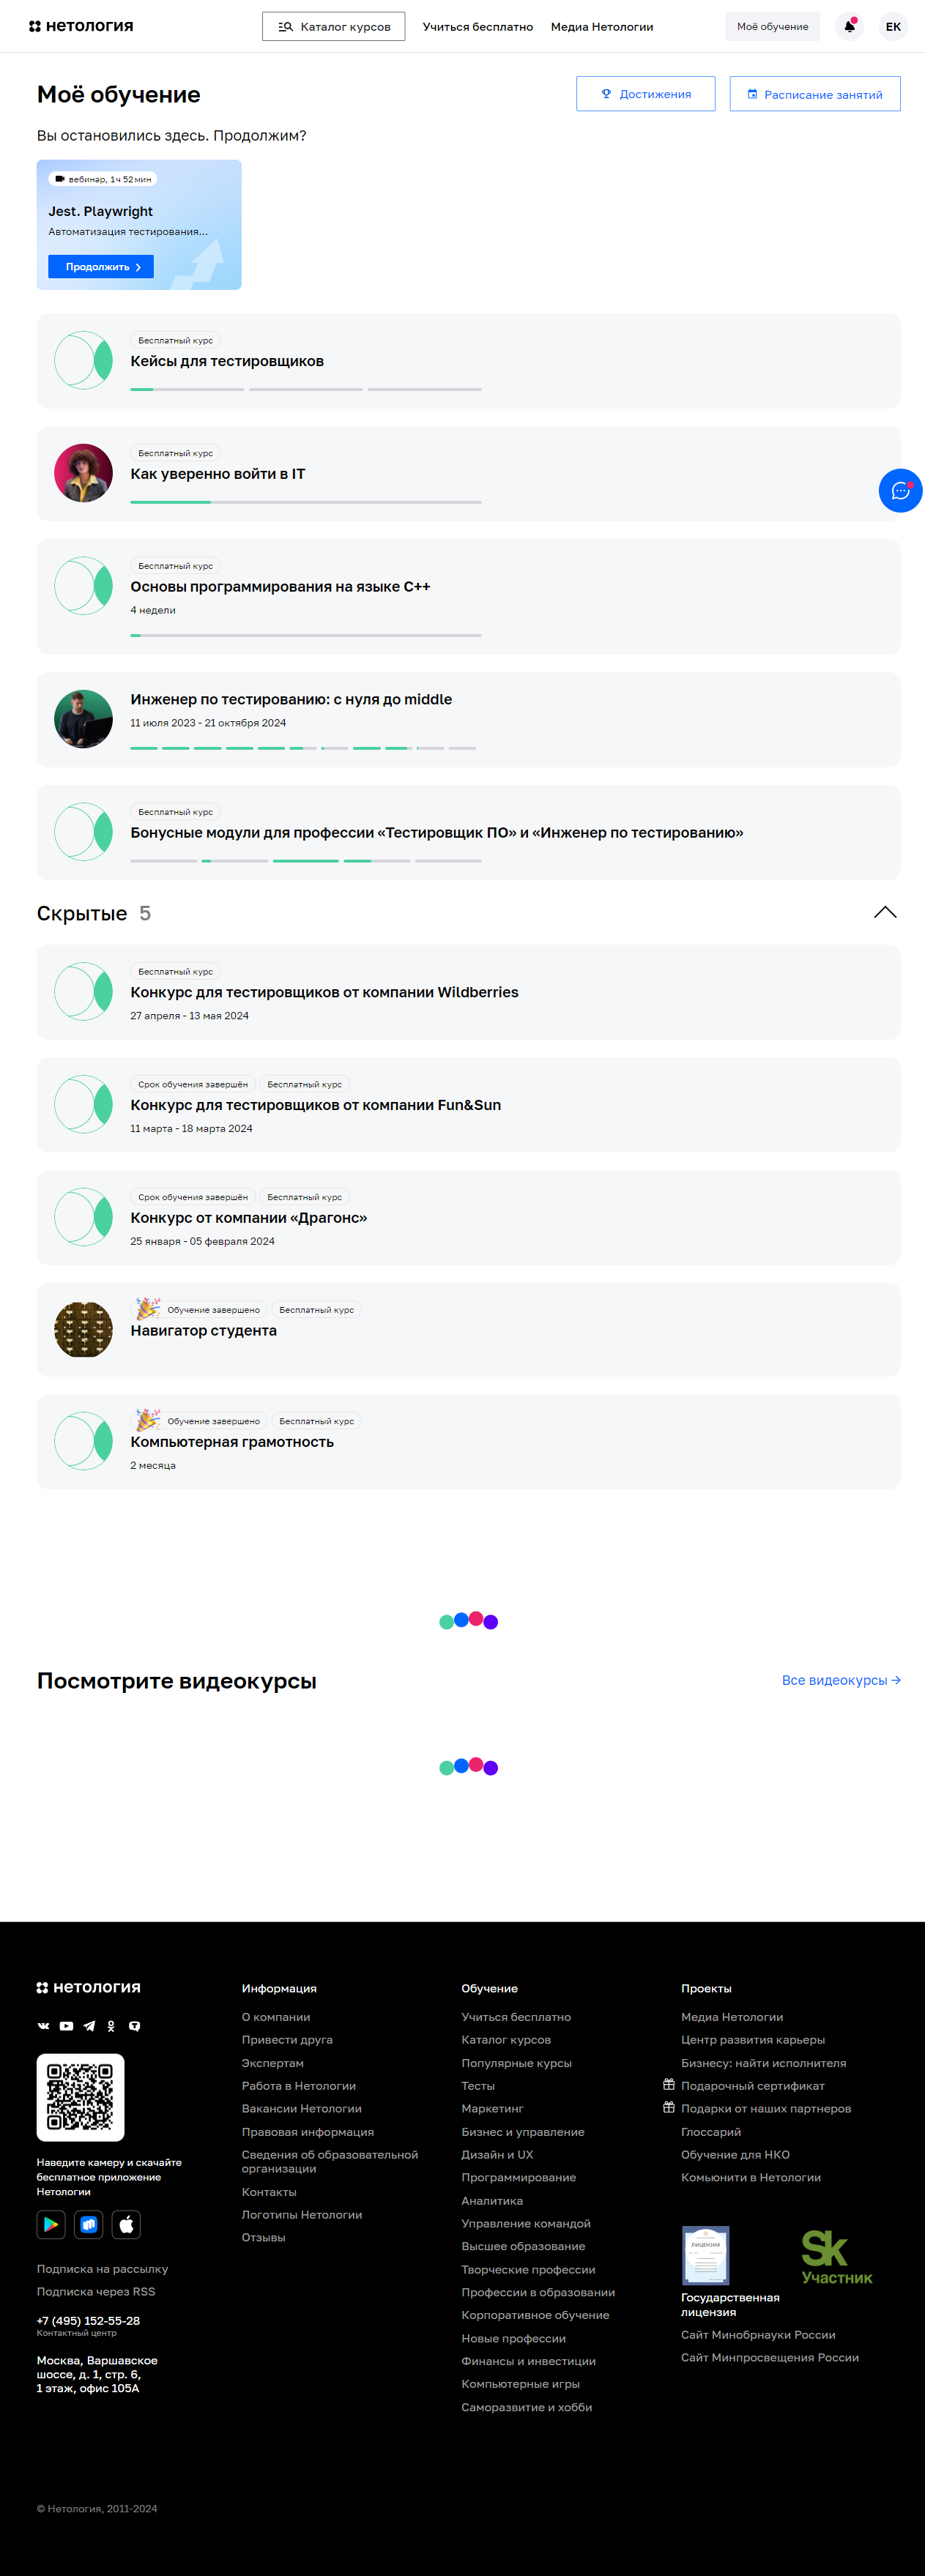 нетология
Каталог курсов
Учиться бесплатно
Медиа Нетологии
Моё обучение
ЕК
Моё обучение
Достижения
Расписание занятий
Вы остановились здесь. Продолжим?
вебинар, 1 ч 52 мин
Jest. Playwright
Автоматизация тестирования...
Продолжить
Бесплатный курс
Кейсы для тестировщиков
Бесплатный курс
Как уверенно войти в IT
Бесплатный курс
Основы программирования на языке C++
4 недели
Инженер по тестированию: с нуля до middle
11 июля 2023 - 21 октября 2024
Бесплатный курс
Бонусные модули для профессии «Тестировщик ПО» и «Инженер по тестированию»
Скрытые 5
Бесплатный курс
Конкурс для тестировщиков от компании Wildberries
27 апреля - 13 мая 2024
Срок обучения завершён Бесплатный курс
Конкурс для тестировщиков от компании Fun&Sun
11 марта - 18 марта 2024
Срок обучения завершён Бесплатный курс
Конкурс от компании «Драгонс»
25 января - 05 февраля 2024
Обучение завершено Бесплатный курс
Навигатор студента
Обучение завершено Бесплатный курс
Компьютерная грамотность
2 месяца
Посмотрите видеокурсы
Все видеокурсы →
нетология
Наведите камеру и скачайте
бесплатное приложение
Нетологии
Подписка на рассылку
Подписка через RSS
+7 (495) 152-55-28
Контактный центр
Москва, Варшавское
шоссе, д. 1, стр. 6,
1 этаж, офис 105А
Информация
О компании
Привести друга
Экспертам
Работа в Нетологии
Вакансии Нетологии
Правовая информация
Сведения об образовательной
организации
Контакты
Логотипы Нетологии
Отзывы
Обучение
Учиться бесплатно
Каталог курсов
Популярные курсы
Тесты
Маркетинг
Бизнес и управление
Дизайн и UX
Программирование
Аналитика
Управление командой
Высшее образование
Творческие профессии
Профессии в образовании
Корпоративное обучение
Новые профессии
Финансы и инвестиции
Компьютерные игры
Саморазвитие и хобби
Проекты
Медиа Нетологии
Центр развития карьеры
Бизнесу: найти исполнителя
Подарочный сертификат
Подарки от наших партнеров
Глоссарий
Обучение для НКО
Комьюнити в Нетологии
ЛИЦЕНЗИЯ
Sk
Участник
Государственная
лицензия
Сайт Минобрнауки России
Сайт Минпросвещения России
© Нетология, 2011-2024